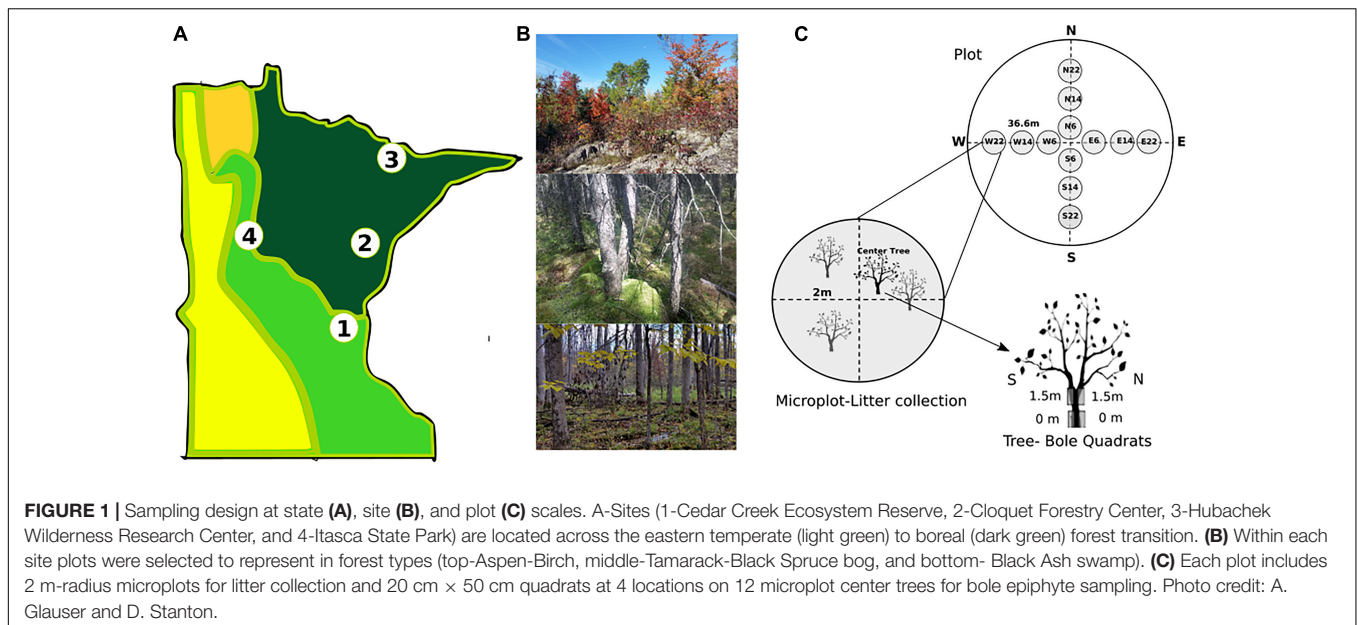 A
B
C
3
2
4
1
N
Plot
N22
N14
36.6m
N6
W
W22
W14
W6
E6
E14
E22
E
S6
S14
S22
S
Center Tree
2m
Microplot-Litter collection
S
N
1.5m
1.5m
0 m
0 m
Tree- Bole Quadrats
FIGURE 1 | Sampling design at state (A), site (B), and plot (C) scales. A-Sites (1-Cedar Creek Ecosystem Reserve, 2-Cloquet Forestry Center, 3-Hubachek
Wilderness Research Center, and 4-Itasca State Park) are located across the eastern temperate (light green) to boreal (dark green) forest transition. (B) Within each
site plots were selected to represent in forest types (top-Aspen-Birch, middle-Tamarack-Black Spruce bog, and bottom- Black Ash swamp). (C) Each plot includes
2 m-radius microplots for litter collection and 20 cm × 50 cm quadrats at 4 locations on 12 microplot center trees for bole epiphyte sampling. Photo credit: A.
Glauser and D. Stanton.